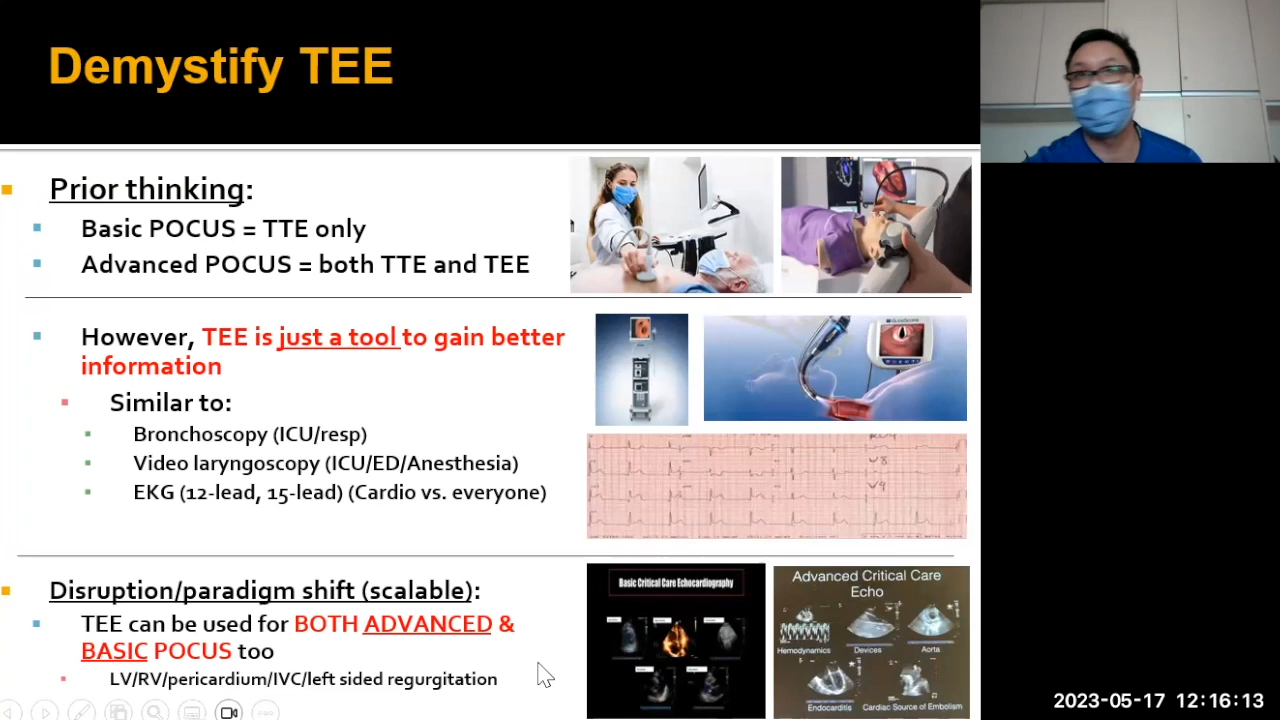 Demystify TEE
Prior thinking:
Basic POCUS = TTE only
Advanced POCUS = both TTE and TEE
However, TEE is just a tool to gain better
information
Similar to:
Bronchoscopy (ICU/resp)
Video laryngoscopy (ICU/ED/Anesthesia)
EKG (12-lead, 15-lead) (Cardio vs. everyone)
GLIDESCOPE
V8
V9
Disruption/paradigm shift (scalable):
TEE can be used for BOTH ADVANCED &
BASIC POCUS too
LV/RV/pericardium/IVC/left sided regurgitation
Basic Critical Care Echocardiography
Advanced Critical Care
Echo
Hemodynamics
Devices
Aorta
Endocarditis
Cardiac Source of Embolism
2023-05-17 12:16:13